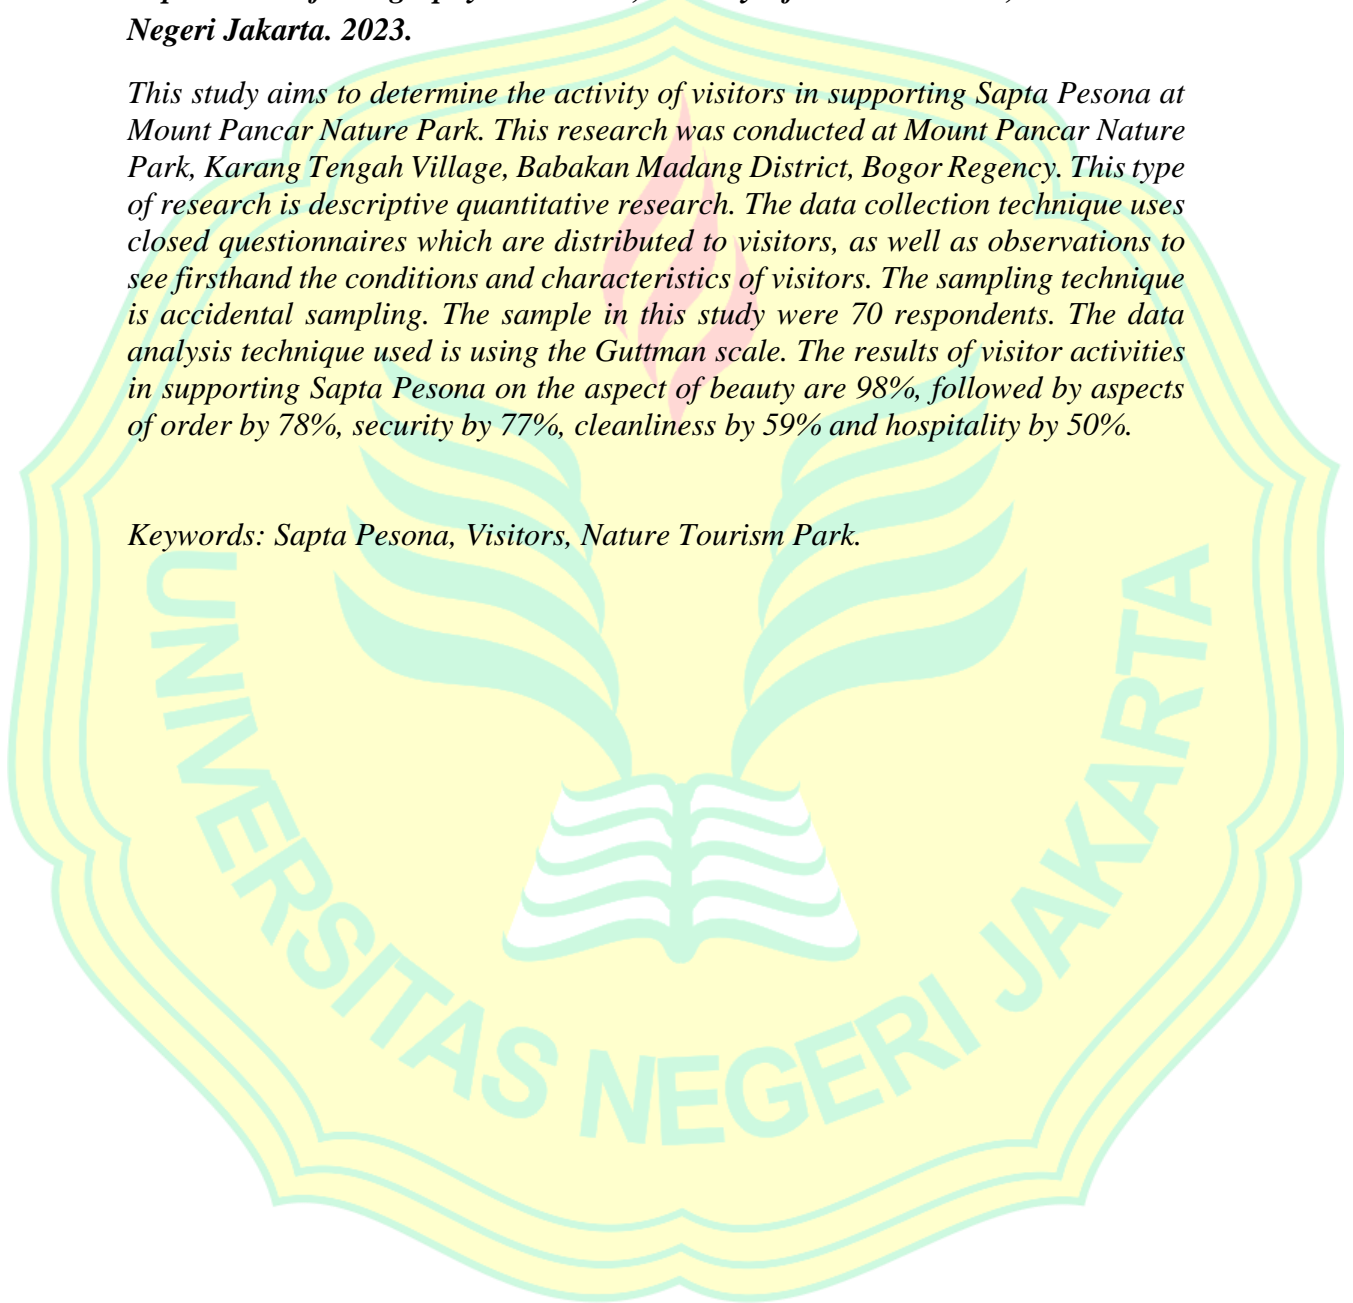 Negeri Jakarta. 2023.
This study aims to determine the activity of visitors in supporting Sapta Pesona at
Mount Pancar Nature Park. This research was conducted at Mount Pancar Nature
Park, Karang Tengah Village, Babakan Madang District, Bogor Regency. This type
of research is descriptive quantitative research. The data collection technique uses
closed questionnaires which are distributed to visitors, as well as observations to
see firsthand the conditions and characteristics of visitors. The sampling technique
is accidental sampling. The sample in this study were 70 respondents. The data
analysis technique used is using the Guttman scale. The results of visitor activities
in supporting Sapta Pesona on the aspect of beauty are 98%, followed by aspects
of order by 78%, security by 77%, cleanliness by 59% and hospitality by 50%.
Keywords: Sapta Pesona, Visitors, Nature Tourism Park.
UNIVERSITAS NEGERI JAKARTA